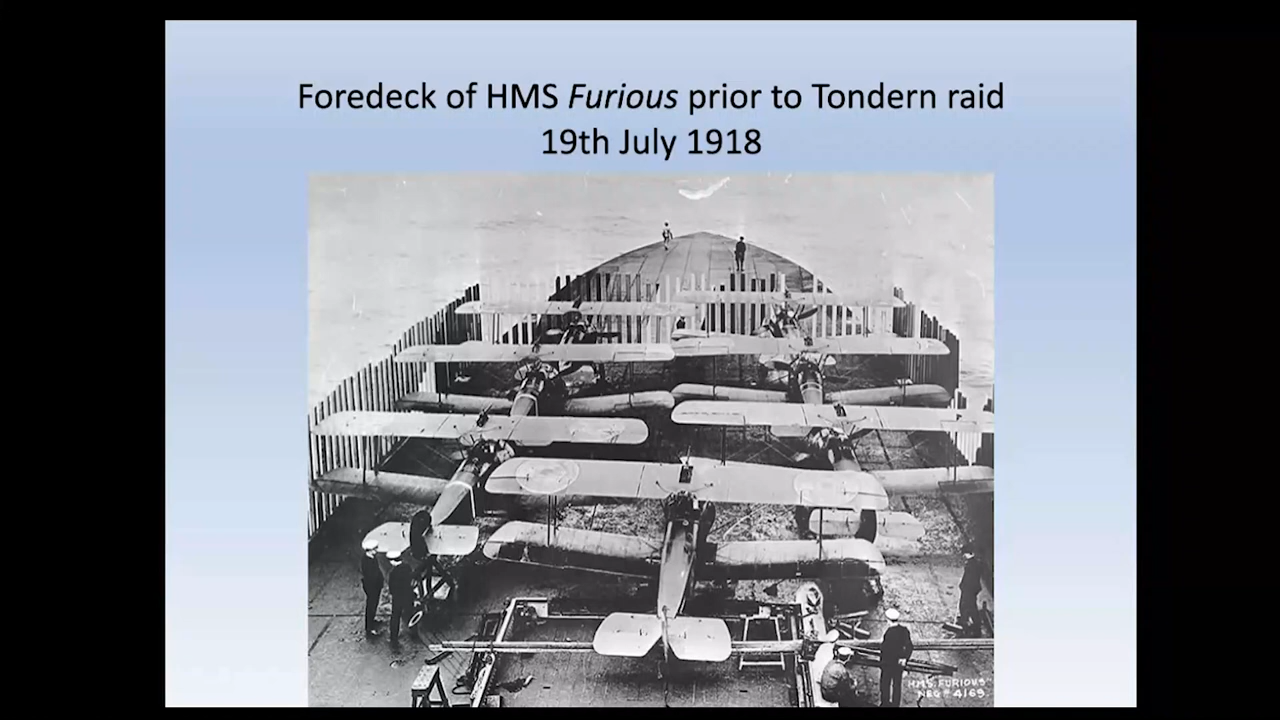 Foredeck of HMS Furious prior to Tondern raid
19th July 1918
H.M.S. FURIOUS
NEG # 4169